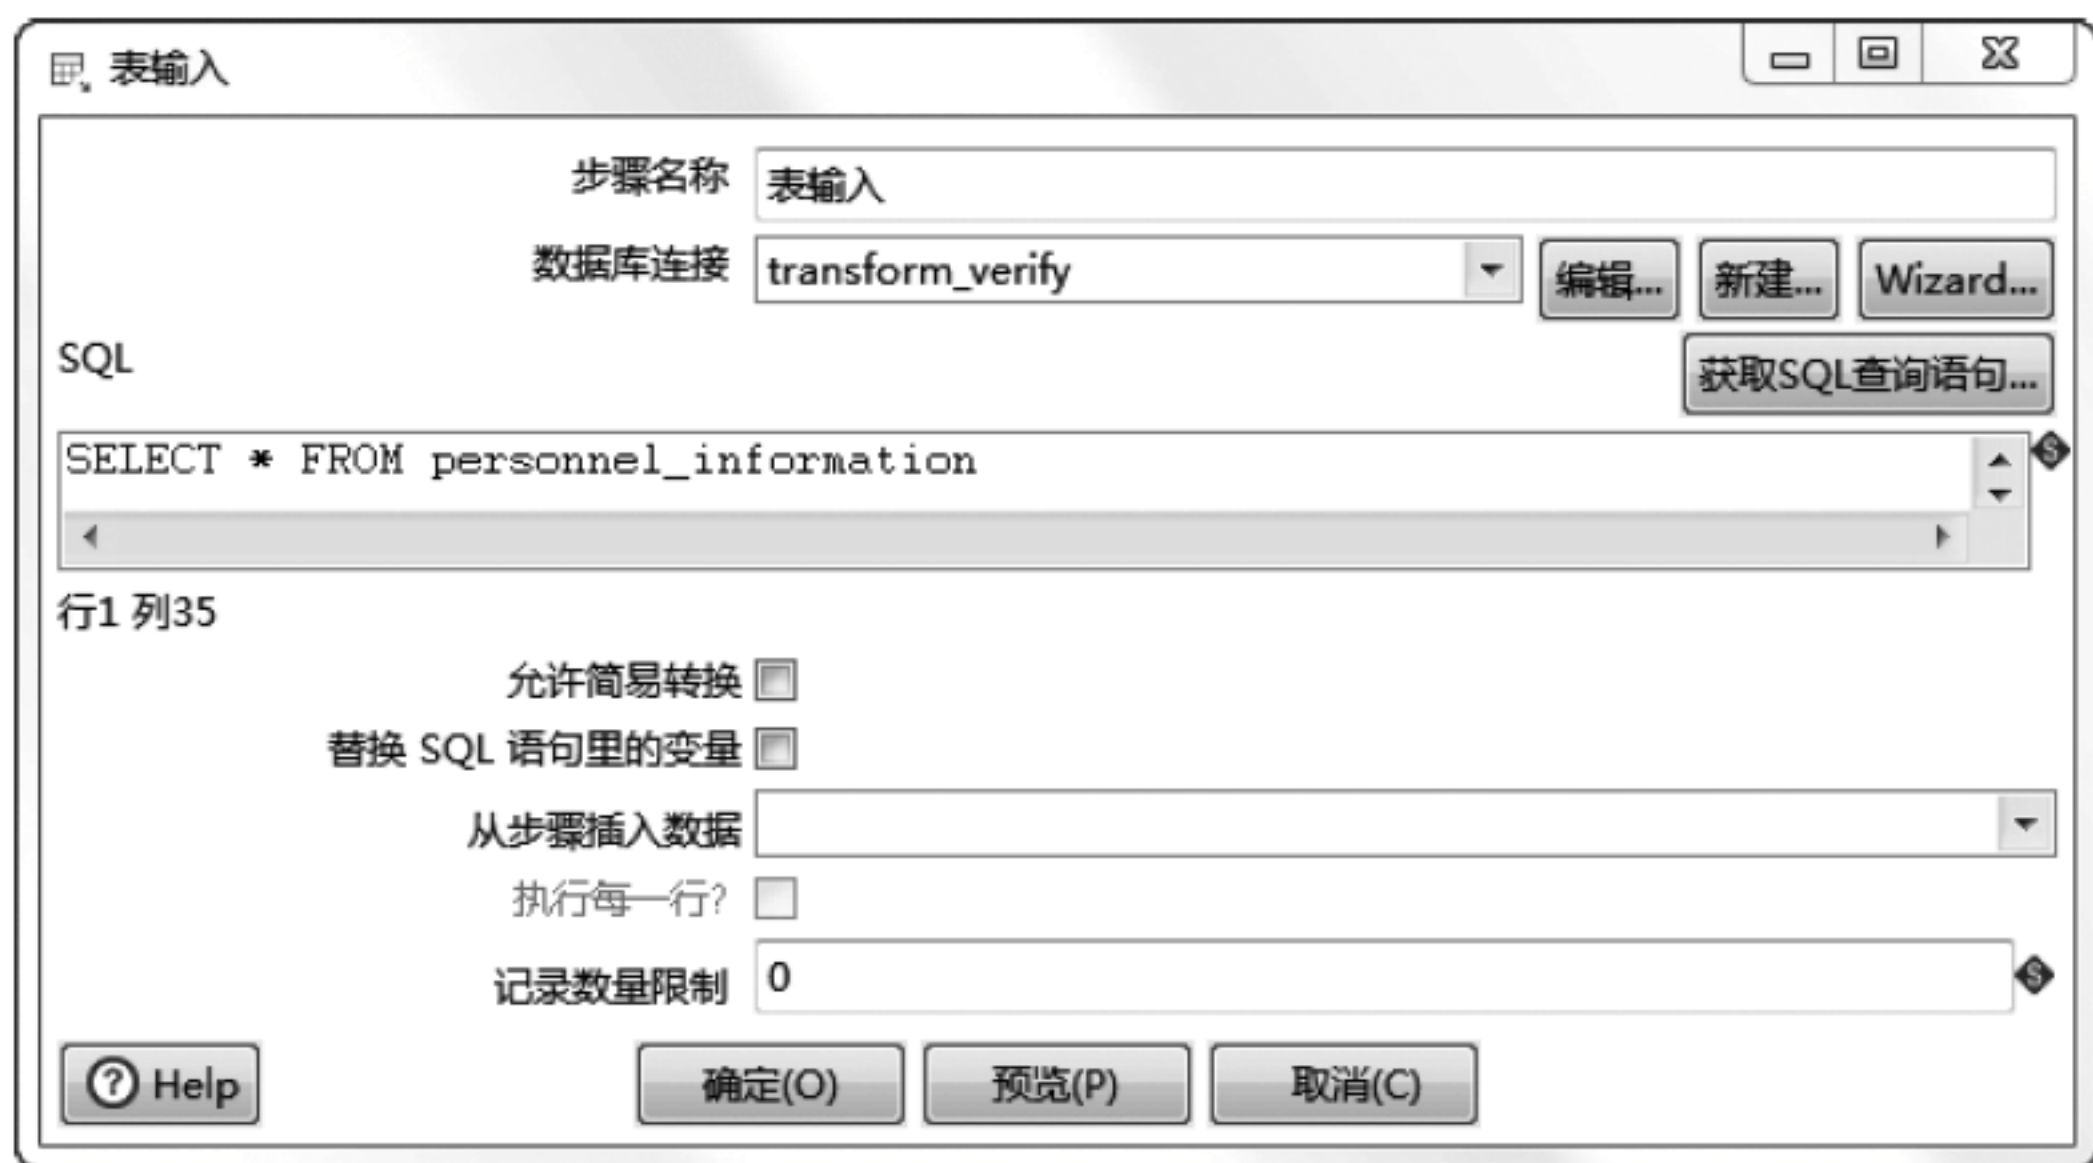 表输入
步骤名称 表输入
数据库连接 transform_verify 编辑... 新建... Wizard...
SQL 获取SQL查询语句...
SELECT * FROM personnel_information
行1 列35
允许简易转换
替换 SQL 语句里的变量
从步骤插入数据
执行每一行?
记录数量限制 0
Help 确定(O) 预览(P) 取消(C)